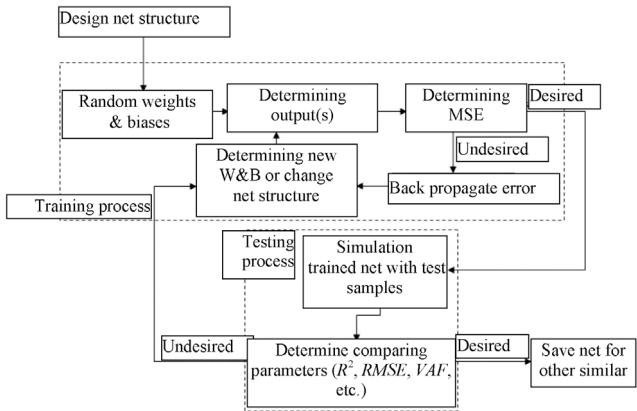 Design net structure
Random weights
& biases
Determining
output(s)
Determining
MSE
Desired
Undesired
Determining new
W&B or change
net structure
Back propagate error
Training process
Testing
process
Simulation
trained net with test
samples
Undesired
Determine comparing
parameters (R², RMSE, VAF,
etc.)
Desired
Save net for
other similar